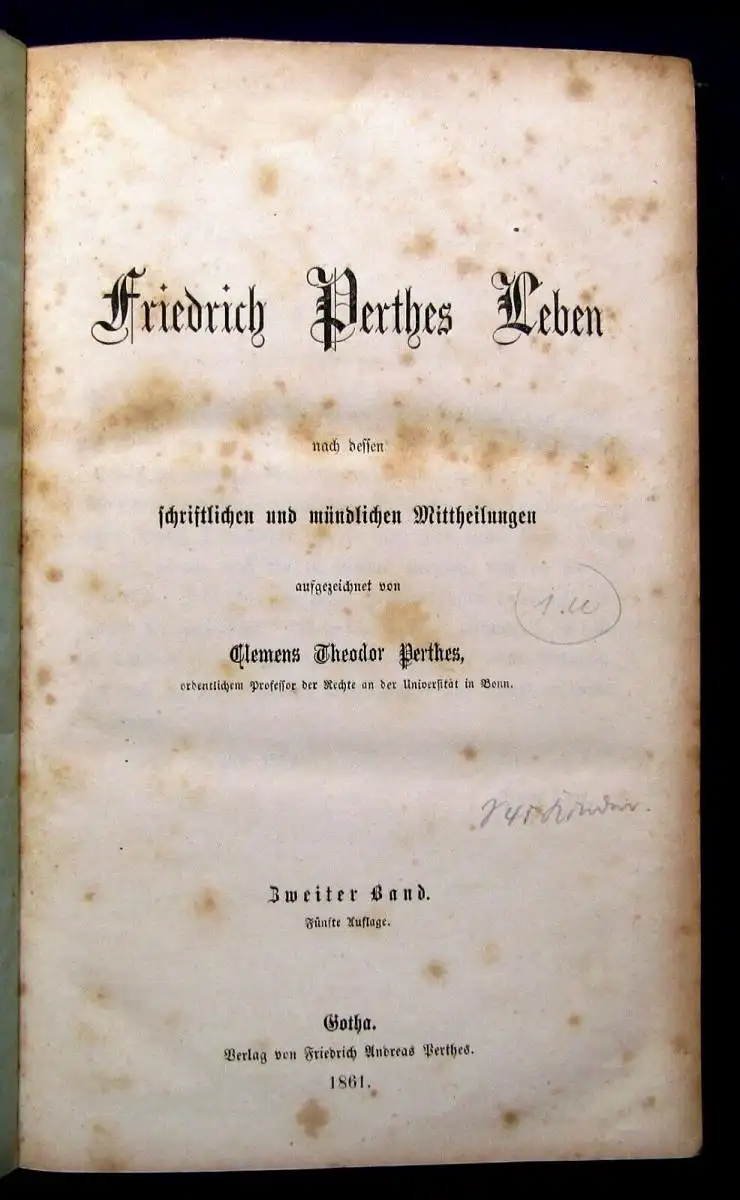 Friedrich Perthes Leben
nach dessen
schriftlichen und mündlichen Mittheilungen
aufgezeichnet von
Clemens Theodor Perthes,
ordentlichem Professor der Rechte an der Universität in Bonn.
Zweiter Band.
Fünfte Auflage.
Gotha.
Verlag von Friedrich Andreas Perthes.
1861.